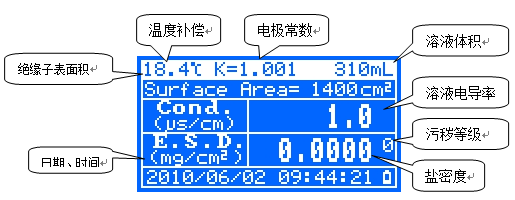 温度补偿
电极常数
溶液体积
绝缘子表面积
18.4℃ K=1.001 310mL
Surface Area= 1400cm²
溶液电导率
Cond.
(us/cm)
1.0
污秽等级
E.S.D.
(mg/cm²)
0.0000
0
日期、时间
盐密度
2010/06/02 09:44:21